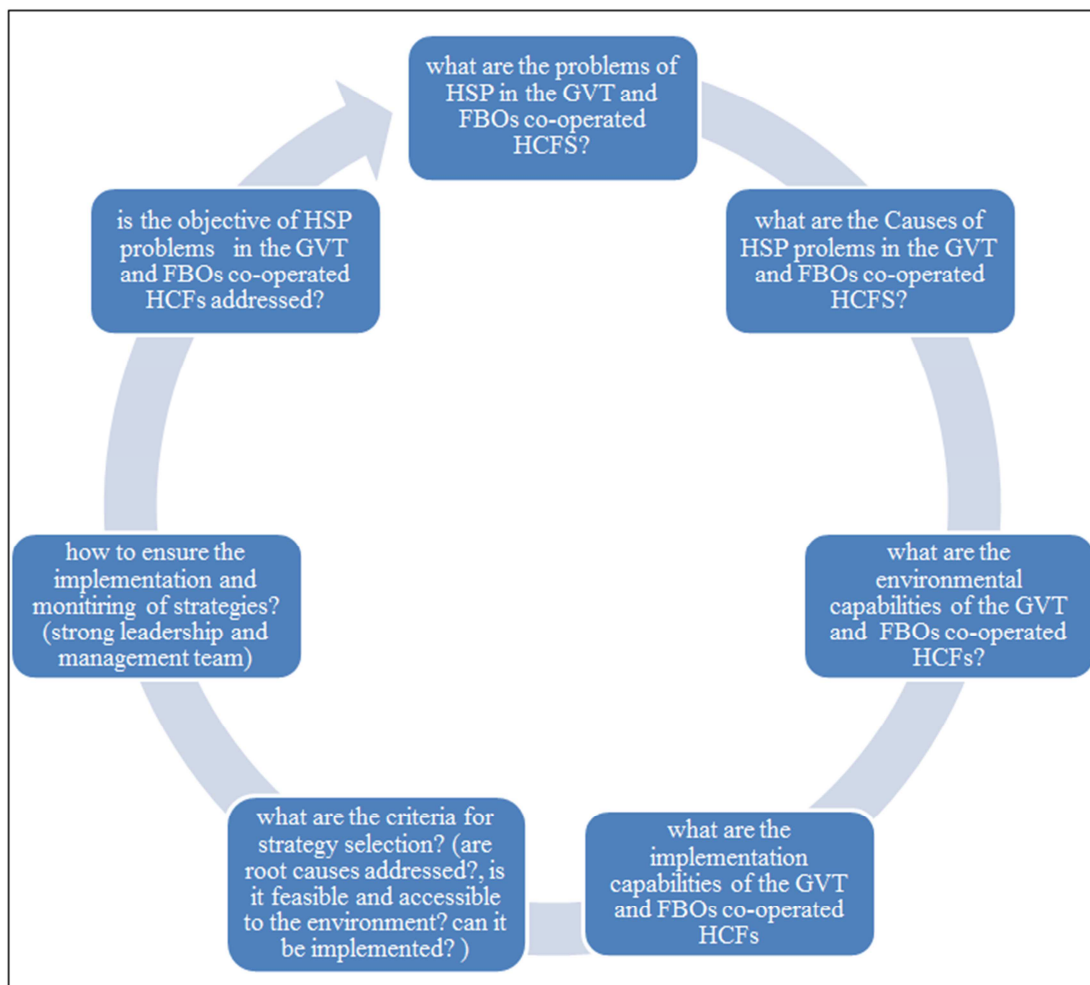 what are the problems of
HSP in the GVT and
FBOs co-operated
HCFS?
what are the Causes of
HSP prolems in the GVT
and FBOs co-operated
HCFS?
what are the
environmental
capabilities of the GVT
and FBOs co-operated
HCFs?
what are the
implementation
capabilities of the GVT
and FBOs co-operated
HCFs
what are the criteria for
strategy selection? (are
root causes addressed?, is
it feasible and accessible
to the environment? can it
be implemented? )
how to ensure the
implementation and
monitiring of strategies?
(strong leadership and
management team)
is the objective of HSP
problems in the GVT
and FBOs co-operated
HCFs addressed?